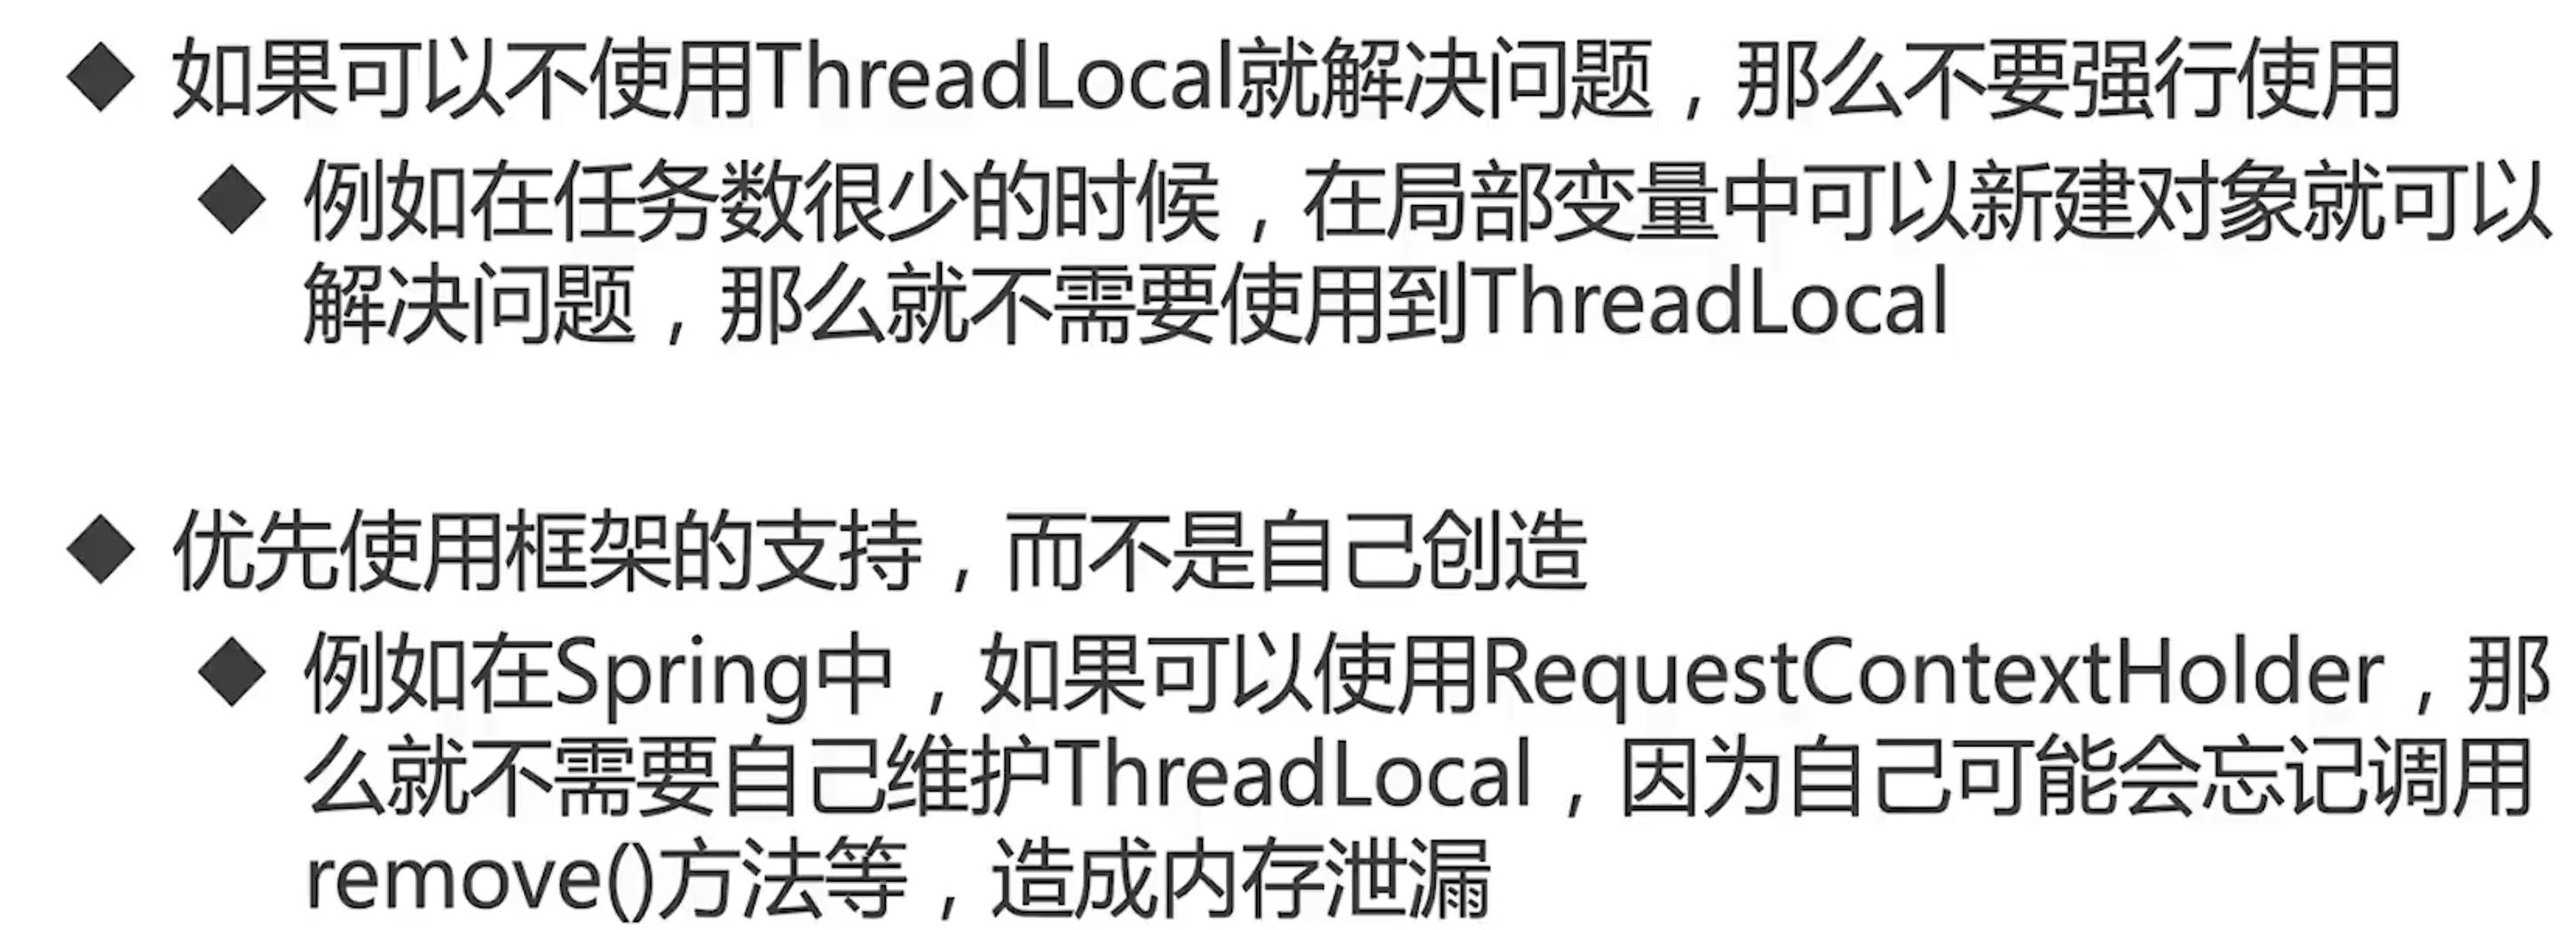 ◆ 如果可以不使用ThreadLocal就解决问题，那么不要强行使用
◆ 例如在任务数很少的时候，在局部变量中可以新建对象就可以
解决问题，那么就不需要使用到ThreadLocal
◆ 优先使用框架的支持，而不是自己创造
◆ 例如在Spring中，如果可以使用RequestContextHolder，那
么就不需要自己维护ThreadLocal，因为自己可能会忘记调用
remove()方法等，造成内存泄漏